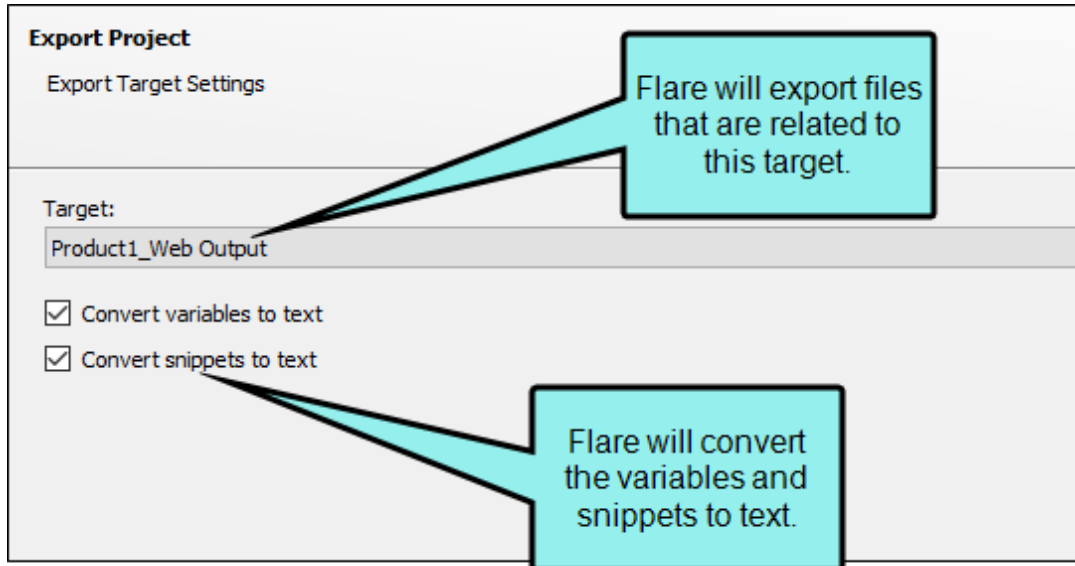 Export Project
Export Target Settings
Flare will export files
that are related to
this target.
Target:
Product1_Web Output
Convert variables to text
Convert snippets to text
Flare will convert
the variables and
snippets to text.